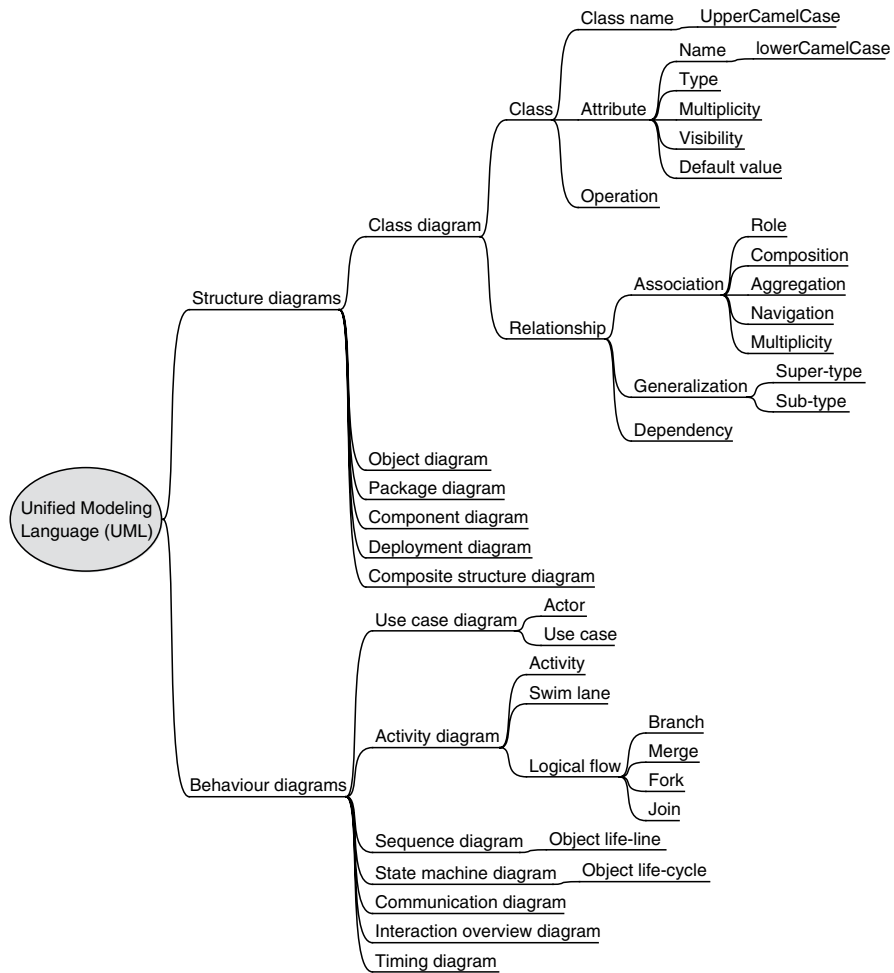 Unified Modeling
Language (UML)
Structure diagrams
Class diagram
Class
Class name
UpperCamelCase
Attribute
Name
lowerCamelCase
Type
Multiplicity
Visibility
Default value
Operation
Relationship
Association
Role
Composition
Aggregation
Navigation
Multiplicity
Generalization
Super-type
Sub-type
Dependency
Object diagram
Package diagram
Component diagram
Deployment diagram
Composite structure diagram
Behaviour diagrams
Use case diagram
Actor
Use case
Activity diagram
Activity
Swim lane
Logical flow
Branch
Merge
Fork
Join
Sequence diagram
Object life-line
State machine diagram
Object life-cycle
Communication diagram
Interaction overview diagram
Timing diagram